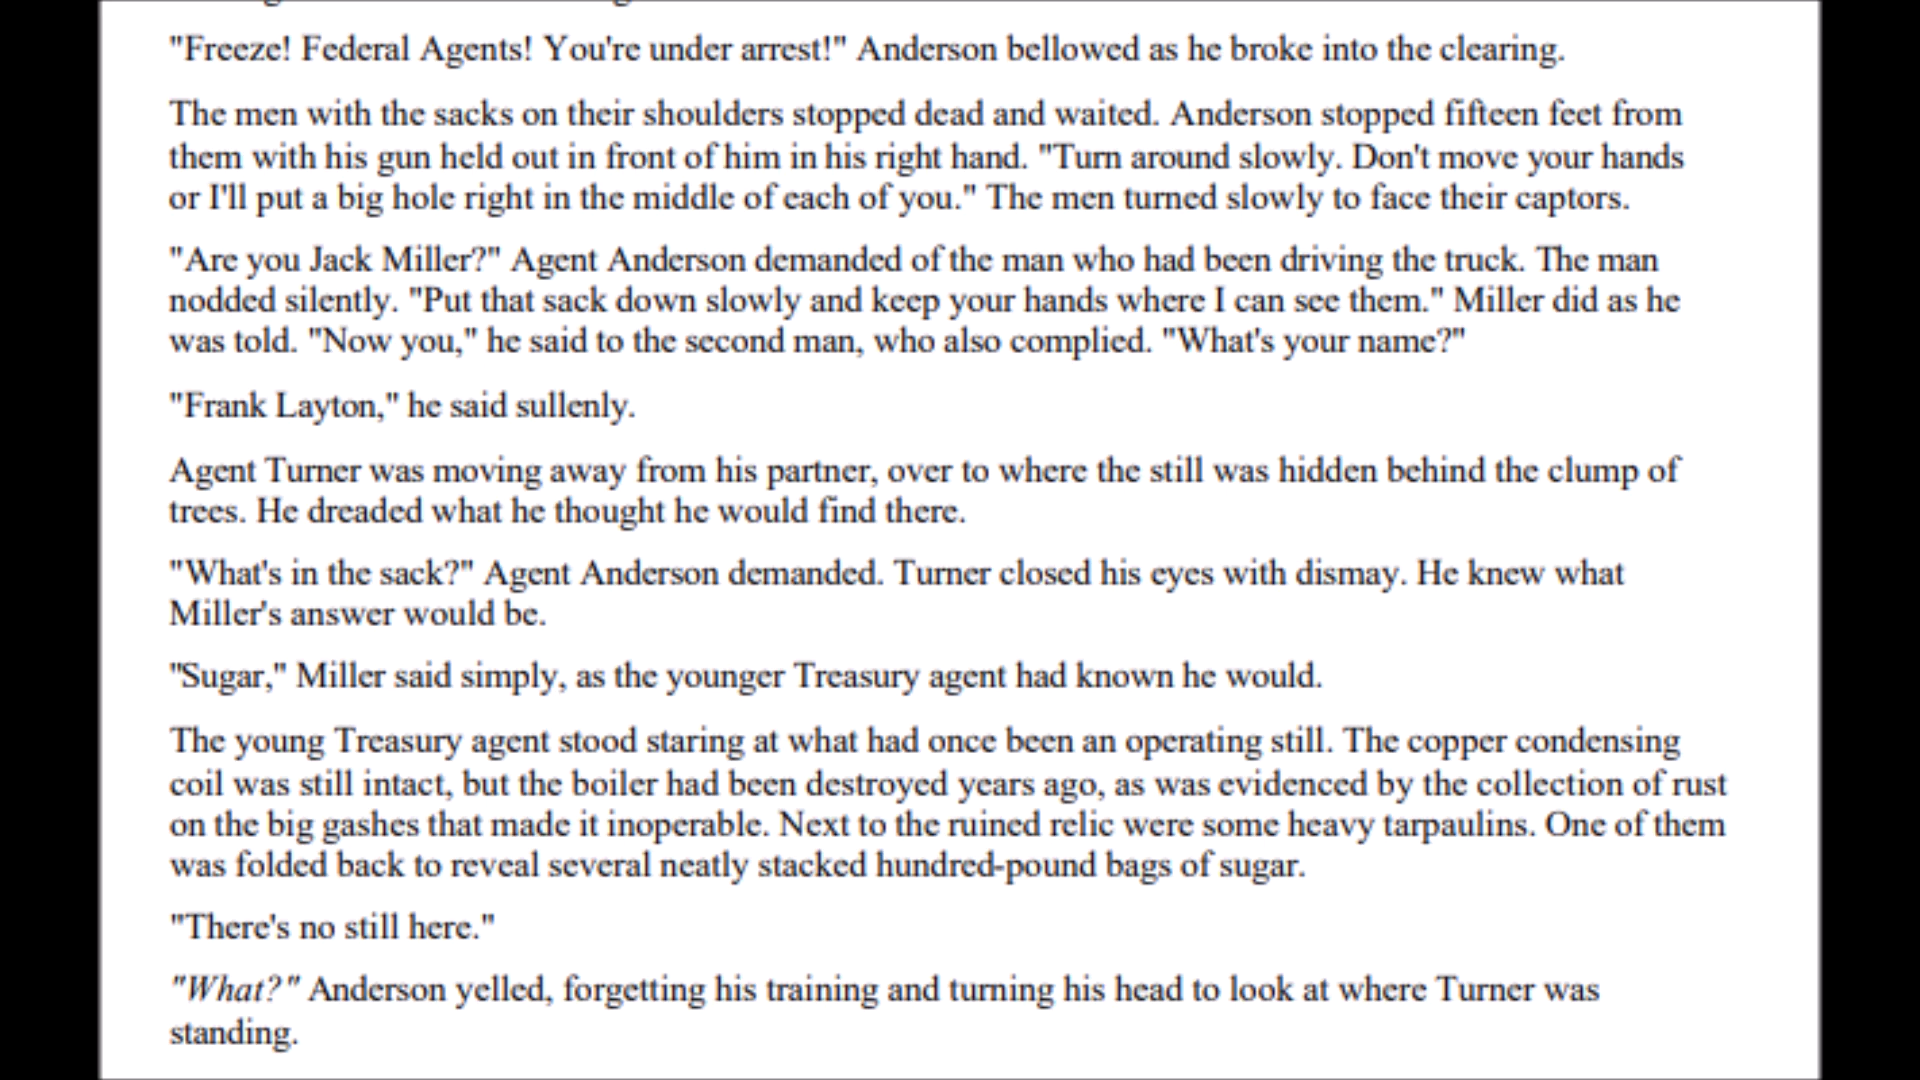 "Freeze! Federal Agents! You're under arrest!" Anderson bellowed as he broke into the clearing.
The men with the sacks on their shoulders stopped dead and waited. Anderson stopped fifteen feet from
them with his gun held out in front of him in his right hand. "Turn around slowly. Don't move your hands
or I'll put a big hole right in the middle of each of you." The men turned slowly to face their captors.
"Are you Jack Miller?" Agent Anderson demanded of the man who had been driving the truck. The man
nodded silently. "Put that sack down slowly and keep your hands where I can see them." Miller did as he
was told. "Now you," he said to the second man, who also complied. "What's your name?"
"Frank Layton," he said sullenly.
Agent Turner was moving away from his partner, over to where the still was hidden behind the clump of
trees. He dreaded what he thought he would find there.
"What's in the sack?" Agent Anderson demanded. Turner closed his eyes with dismay. He knew what
Miller's answer would be.
"Sugar," Miller said simply, as the younger Treasury agent had known he would.
The young Treasury agent stood staring at what had once been an operating still. The copper condensing
coil was still intact, but the boiler had been destroyed years ago, as was evidenced by the collection of rust
on the big gashes that made it inoperable. Next to the ruined relic were some heavy tarpaulins. One of them
was folded back to reveal several neatly stacked hundred-pound bags of sugar.
"There's no still here."
"What?" Anderson yelled, forgetting his training and turning his head to look at where Turner was
standing.